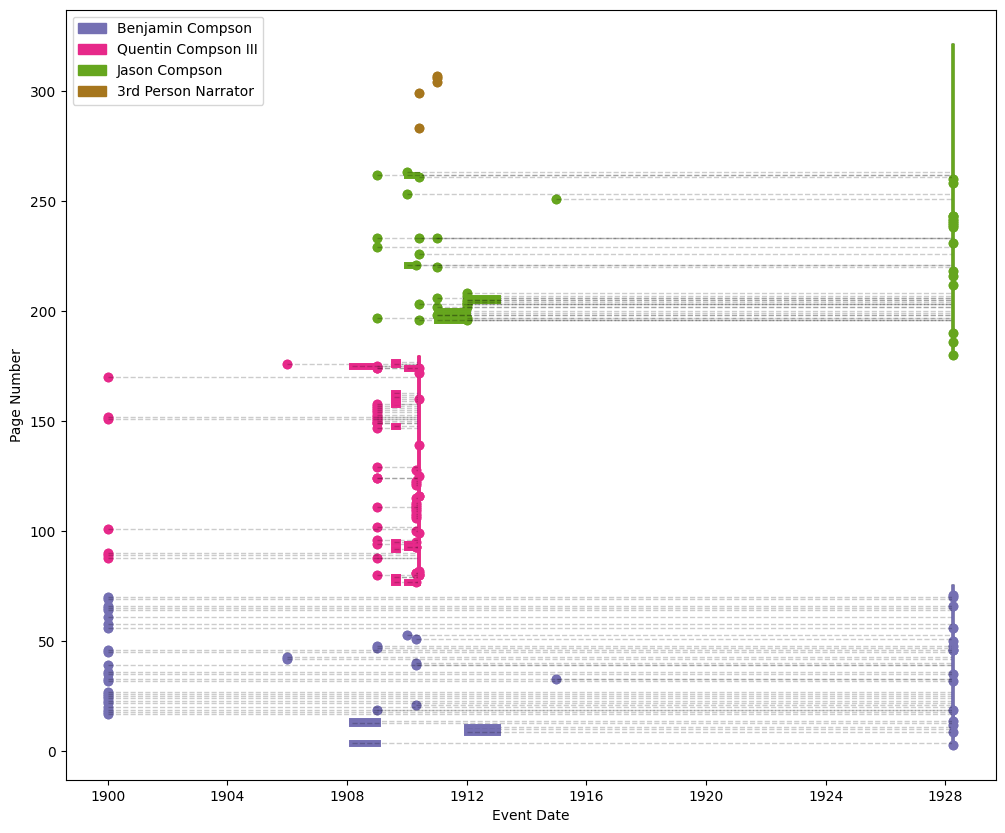 Benjamin Compson
Quentin Compson III
Jason Compson
3rd Person Narrator
300
250
200
150
100
50
0
Page Number
1900 1904 1908 1912 1916 1920 1924 1928
Event Date